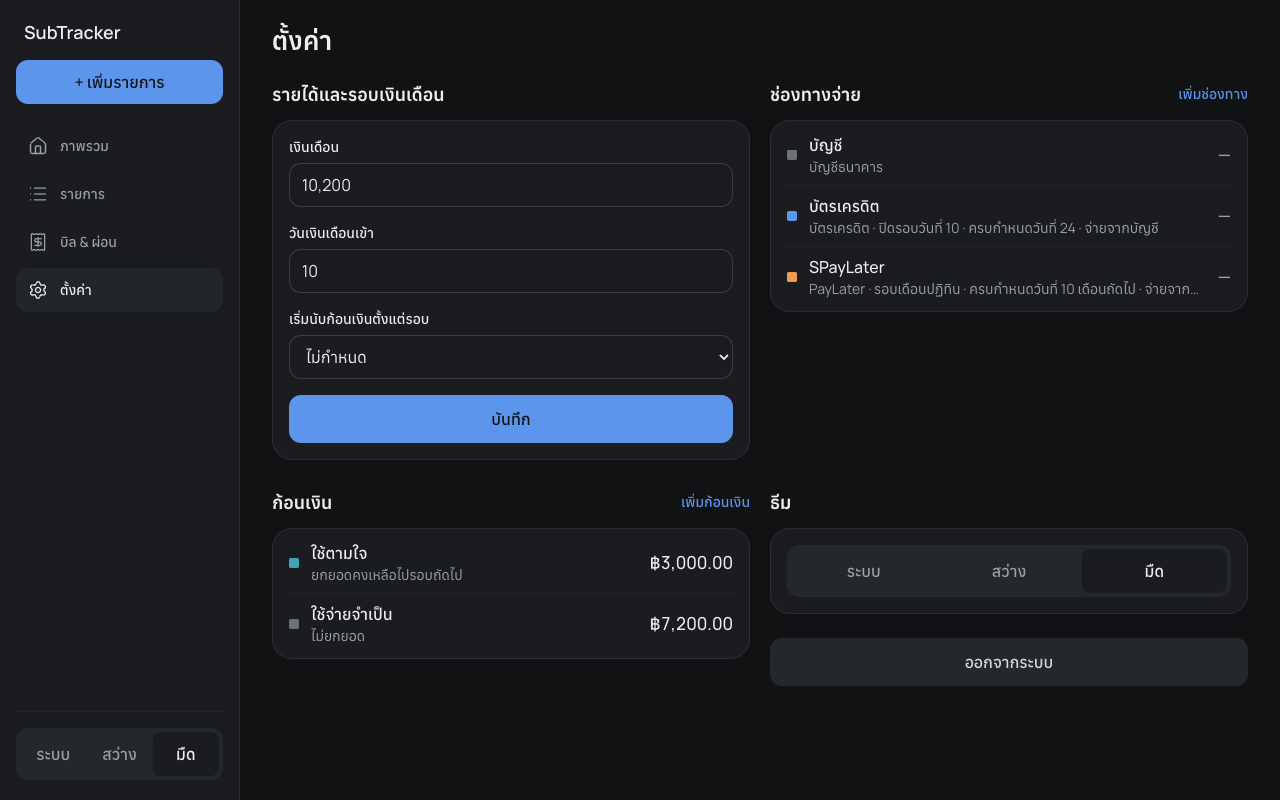 SubTracker
+ เพิ่มรายการ
ภาพรวม
รายการ
บิล & ผ่อน
ตั้งค่า
ระบบ
สว่าง
มืด
ตั้งค่า
รายได้และรอบเงินเดือน
เงินเดือน
10,200
วันเงินเดือนเข้า
10
เริ่มนับก้อนเงินตั้งแต่รอบ
ไม่กำหนด
บันทึก
ช่องทางจ่าย
เพิ่มช่องทาง
บัญชี
บัญชีธนาคาร
—
บัตรเครดิต
บัตรเครดิต · ปิดรอบวันที่ 10 · ครบกำหนดวันที่ 24 · จ่ายจากบัญชี
—
SPayLater
PayLater · รอบเดือนปฏิทิน · ครบกำหนดวันที่ 10 เดือนถัดไป · จ่ายจาก...
—
ก้อนเงิน
เพิ่มก้อนเงิน
ใช้ตามใจ
ยกยอดคงเหลือไปรอบถัดไป
฿3,000.00
ใช้จ่ายจำเป็น
ไม่ยกยอด
฿7,200.00
ธีม
ระบบ
สว่าง
มืด
ออกจากระบบ